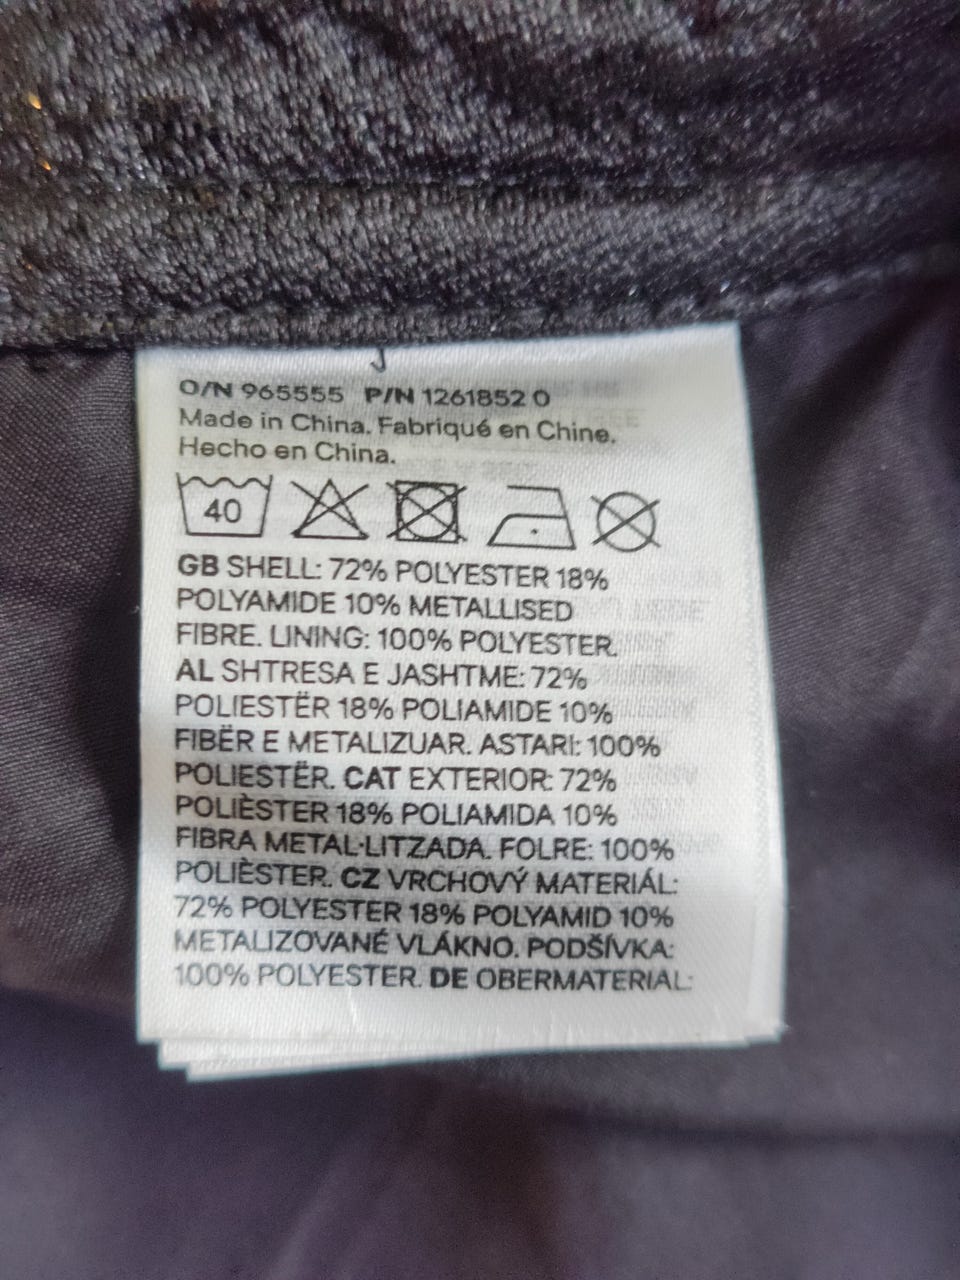 O/N 965555 P/N 1261852 0
Made in China. Fabriqué en Chine.
Hecho en China.
40
GB SHELL: 72% POLYESTER 18%
POLYAMIDE 10% METALLISED
FIBRE. LINING: 100% POLYESTER.
AL SHTRESA E JASHTME: 72%
POLIESTËR 18% POLIAMIDE 10%
FIBËR E METALIZUAR. ASTARI: 100%
POLIESTËR. CAT EXTERIOR: 72%
POLIÈSTER 18% POLIAMIDA 10%
FIBRA METAL·LITZADA. FOLRE: 100%
POLIÈSTER. CZ VRCHOVÝ MATERIÁL:
72% POLYESTER 18% POLYAMID 10%
METALIZOVANÉ VLÁKNO. PODŠÍVKA:
100% POLYESTER. DE OBERMATERIAL: